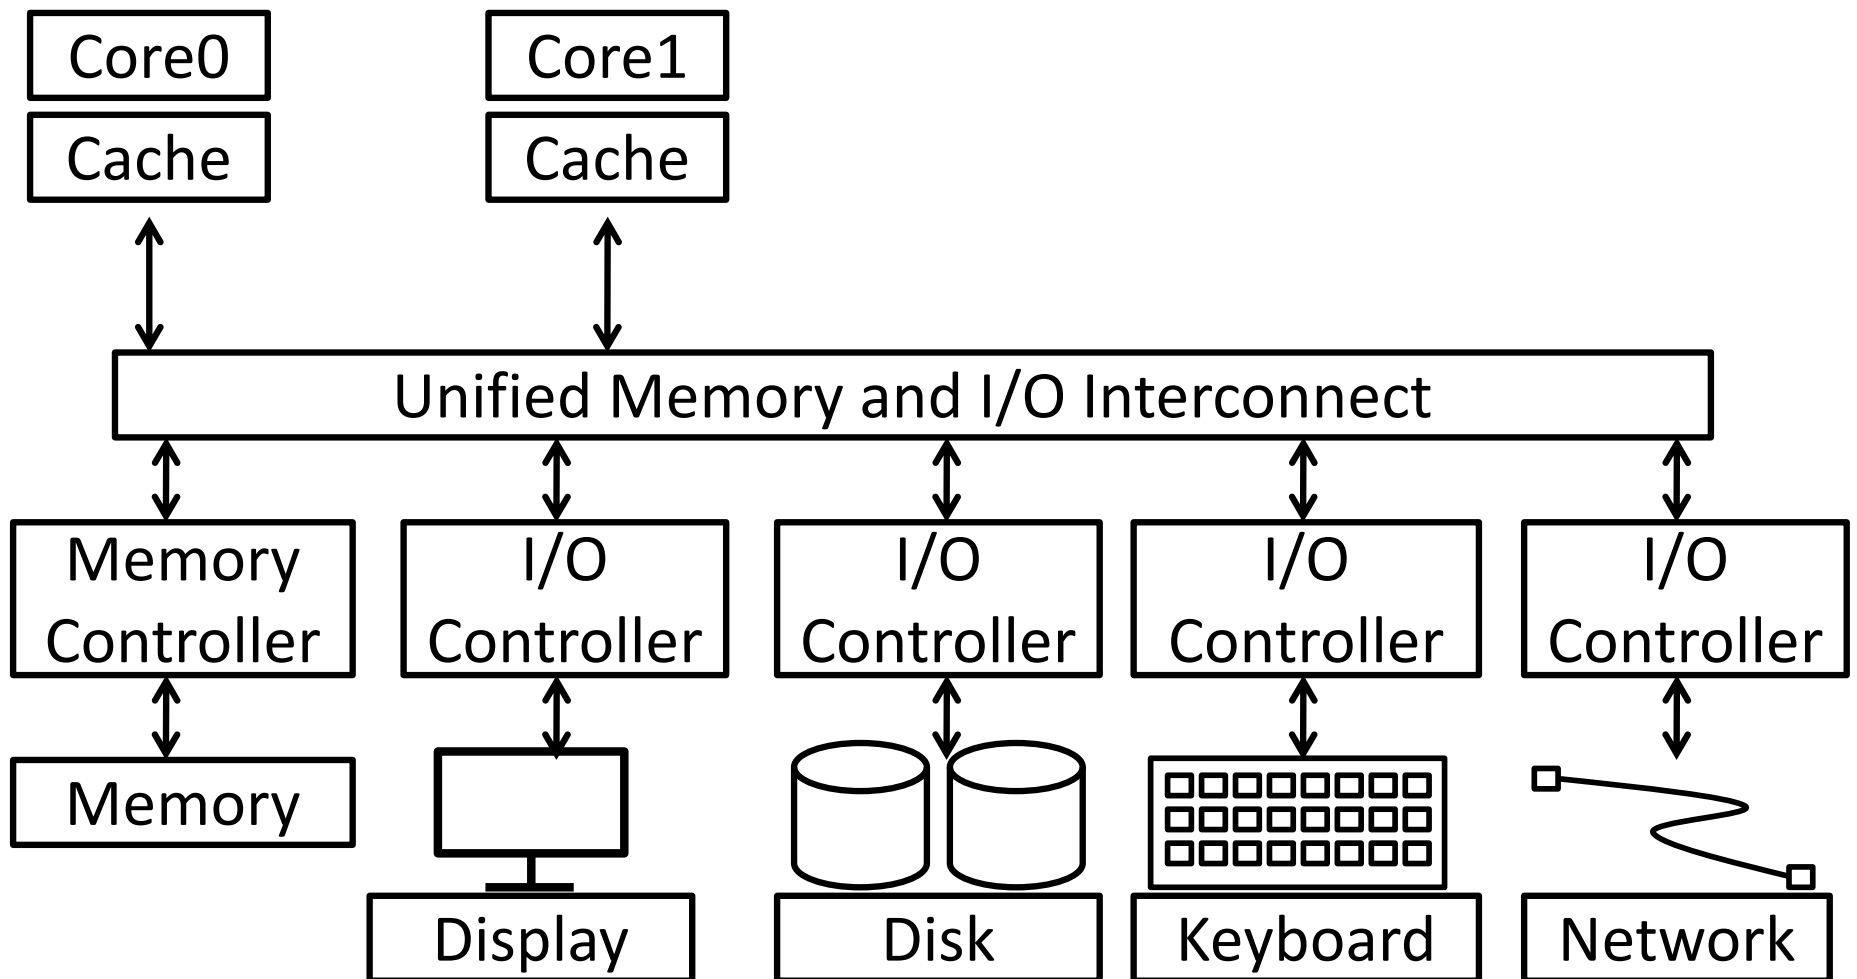 Core0
Core1
Cache
Cache
Unified Memory and I/O Interconnect
Memory
Controller
I/O
Controller
I/O
Controller
I/O
Controller
I/O
Controller
Memory
Display
Disk
Keyboard
Network